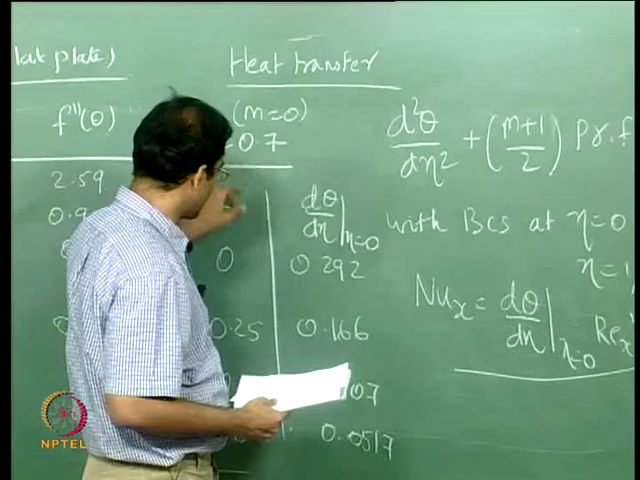 lat plate) Heat transfer
f''(0) (m=0)
0.7
d²θ/dη² + (m+1/2) Pr.f
2.59
dθ/dη|η=0
with BCs at η=0
0 0.292
η=
Nuₓ = dθ/dη|η=0 Reₓ
0.25 0.166
07
0.0517
NPTEL